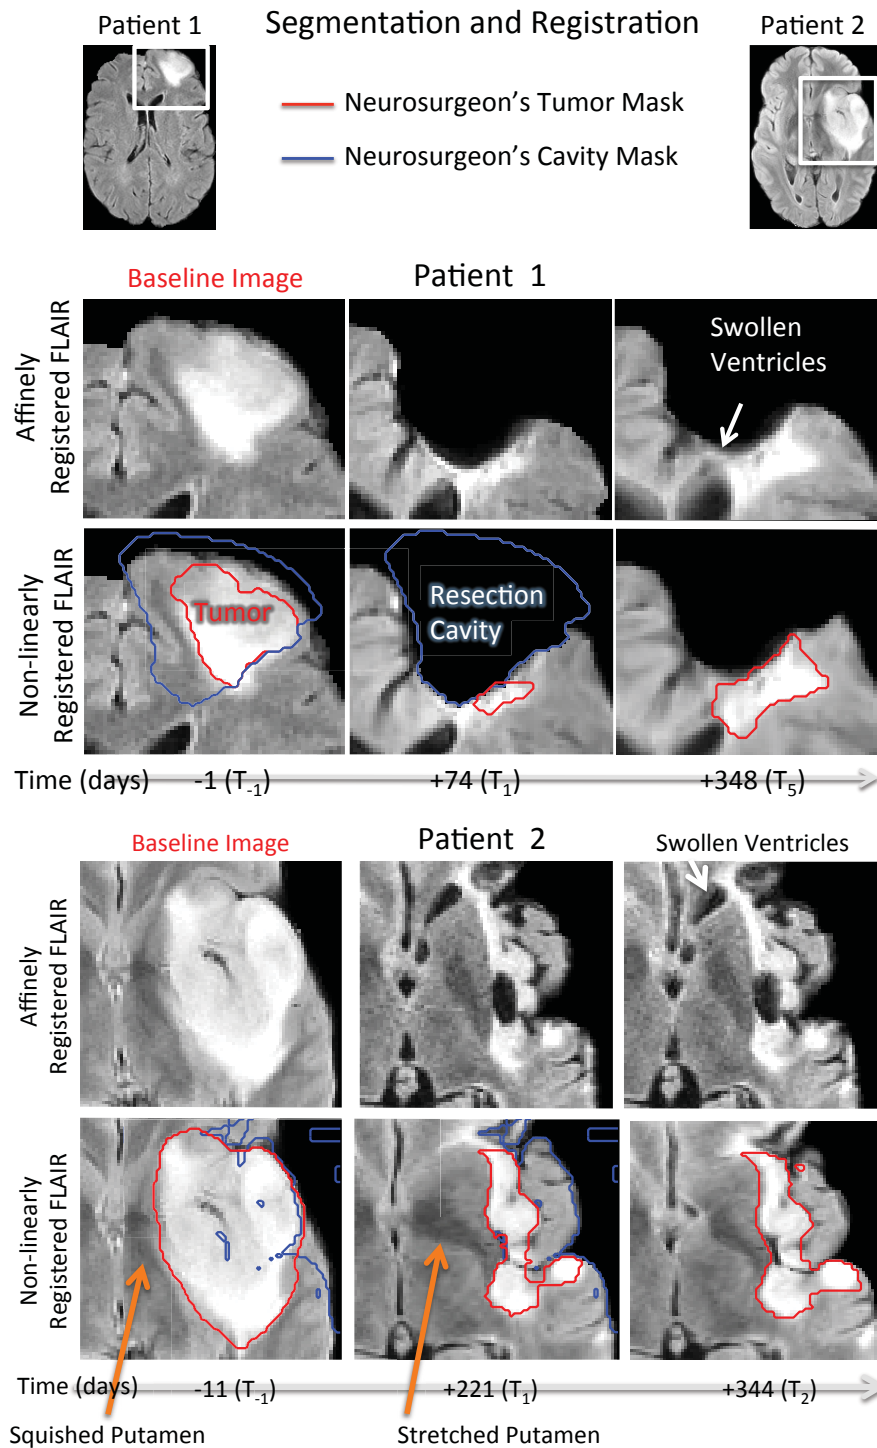 Patient 1
Segmentation and Registration
Patient 2
Neurosurgeon's Tumor Mask
Neurosurgeon's Cavity Mask
Baseline Image
Patient 1
Affinely
Registered FLAIR
Swollen
Ventricles
Non-linearly
Registered FLAIR
Tumor
Resection
Cavity
Time (days)
-1 (T-1)
+74 (T1)
+348 (T5)
Baseline Image
Patient 2
Swollen Ventricles
Affinely
Registered FLAIR
Non-linearly
Registered FLAIR
Time (days)
-11 (T-1)
+221 (T1)
+344 (T2)
Squished Putamen
Stretched Putamen